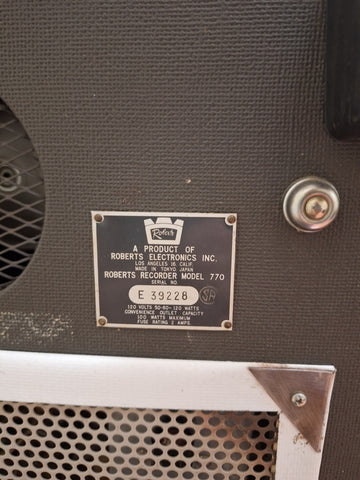 Roberts
A PRODUCT OF
ROBERTS ELECTRONICS INC.
LOS ANGELES 16 CALIF.
MADE IN TOKYO JAPAN
ROBERTS RECORDER MODEL 770
SERIAL NO.
E 39228
SA
120 VOLTS 50-60~120 WATTS
CONVENIENCE OUTLET CAPACITY
100 WATTS MAXIMUM
FUSE RATING 2 AMPS.